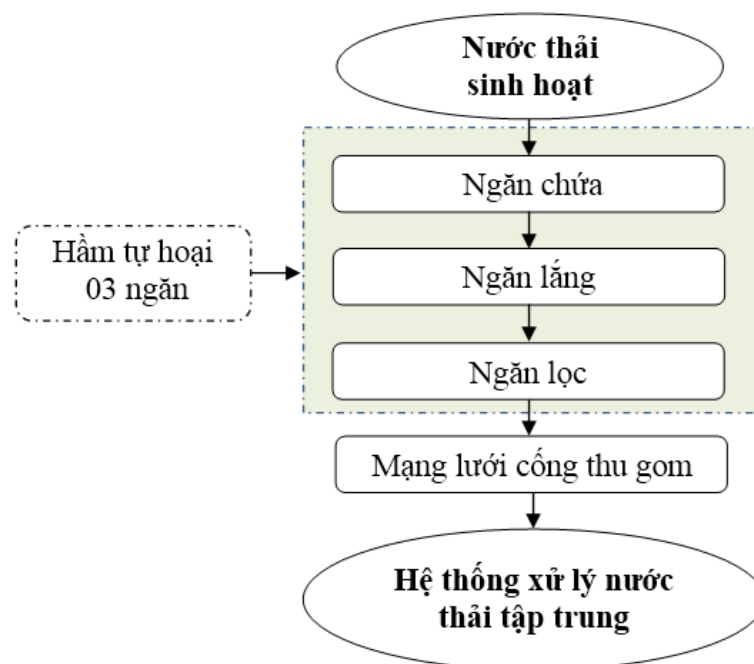 Nước thải
sinh hoạt
Ngăn chứa
Hầm tự hoại
03 ngăn
Ngăn lắng
Ngăn lọc
Mạng lưới cống thu gom
Hệ thống xử lý nước
thải tập trung